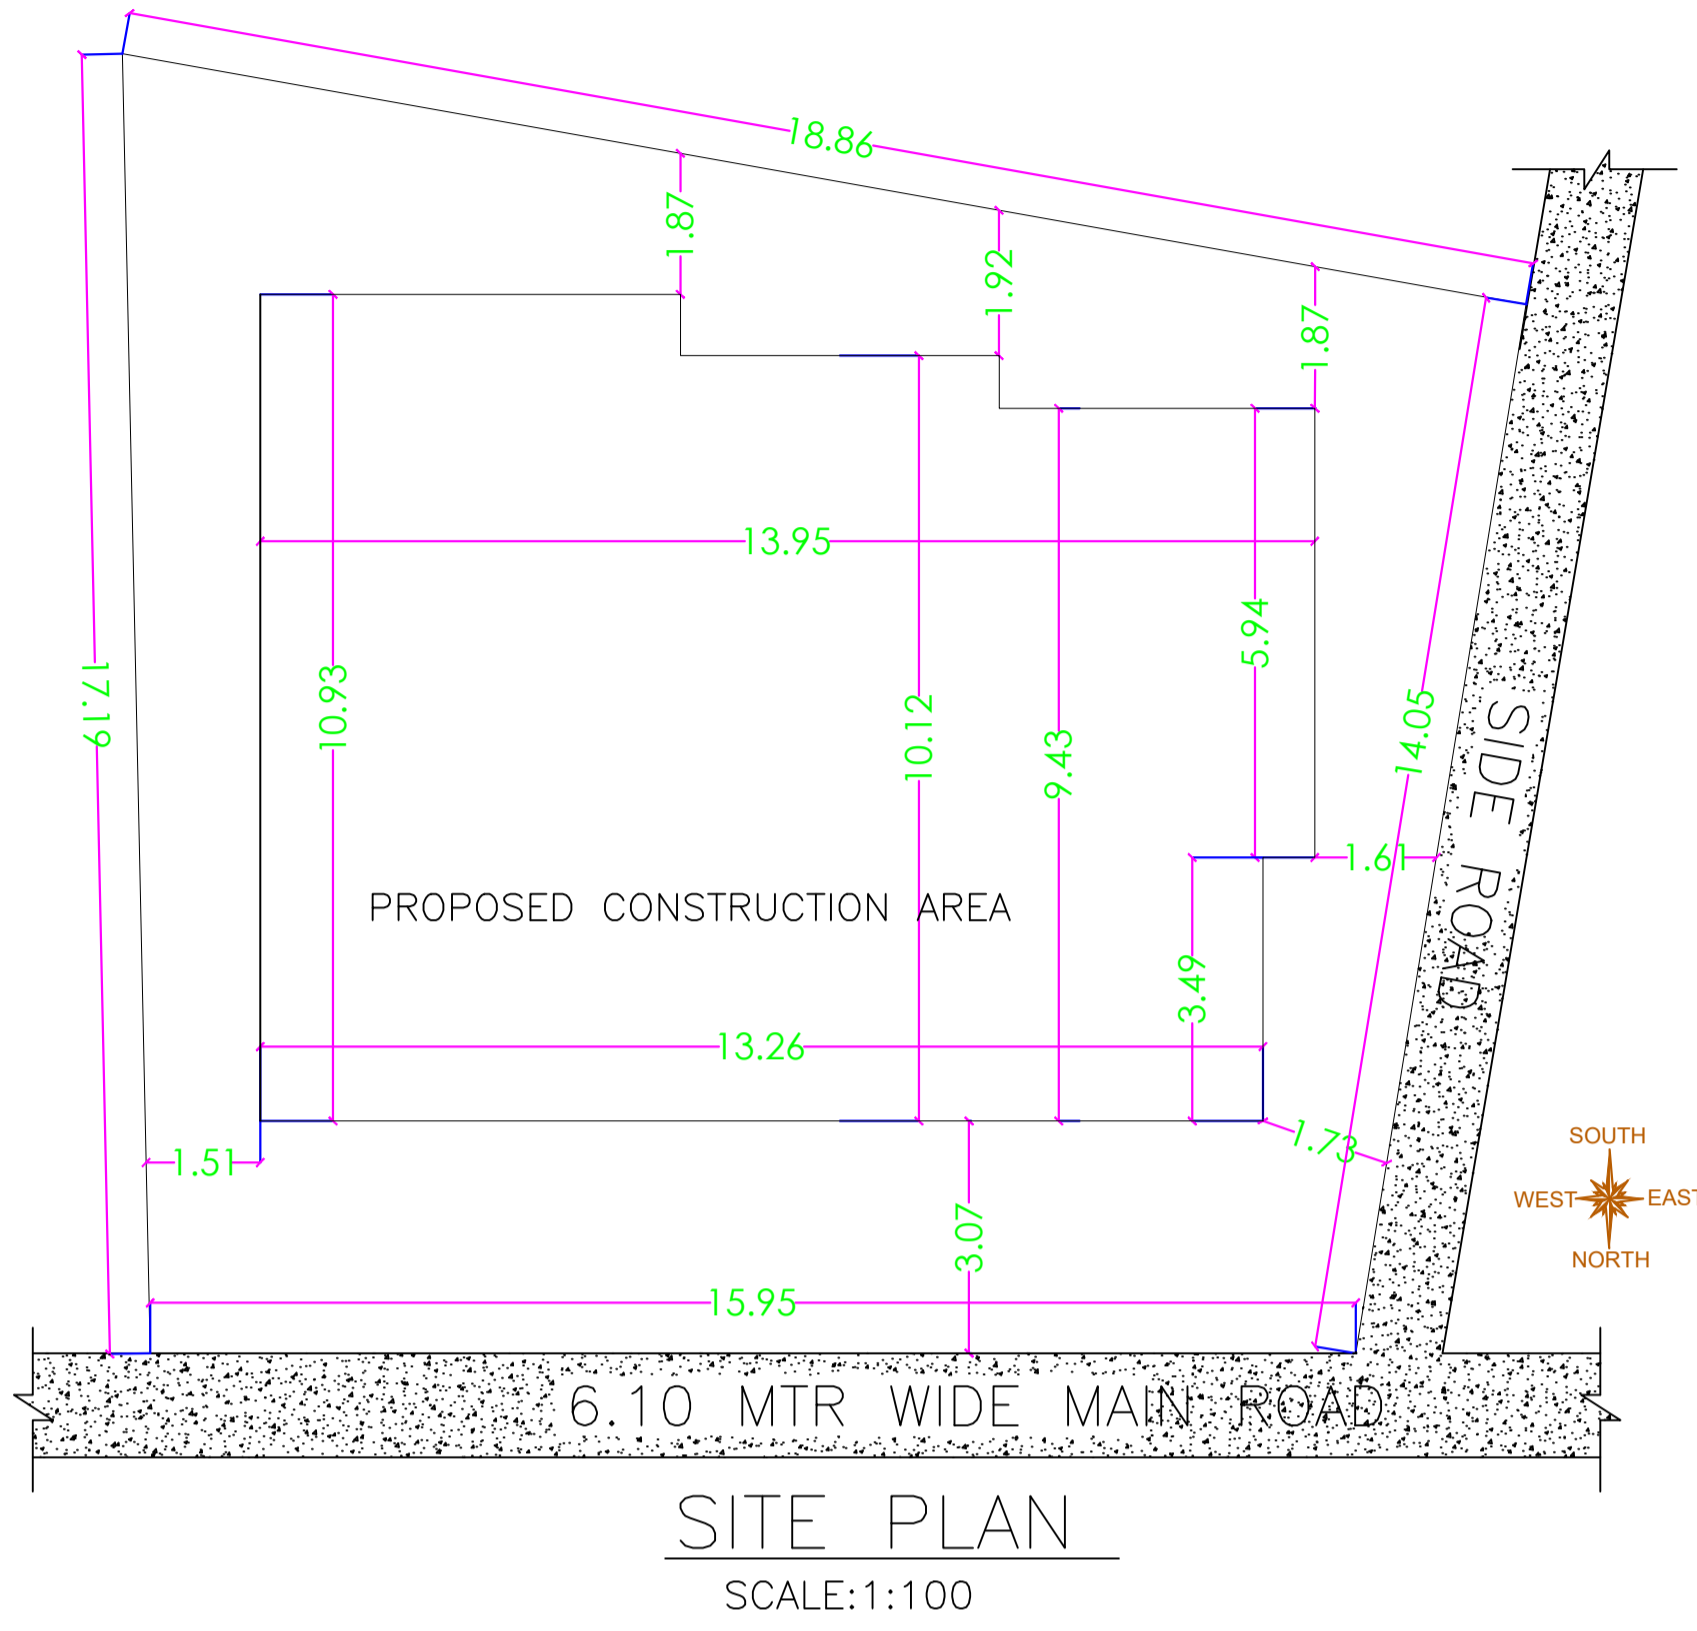 18.86
1.87
1.92
1.87
13.95
5.94
17.19
10.93
10.12
9.43
14.05
SIDE ROAD
1.61
PROPOSED CONSTRUCTION AREA
3.49
13.26
1.73
1.51
3.07
SOUTH
WEST EAST
NORTH
15.95
6.10 MTR WIDE MAIN ROAD
SITE PLAN
SCALE:1:100